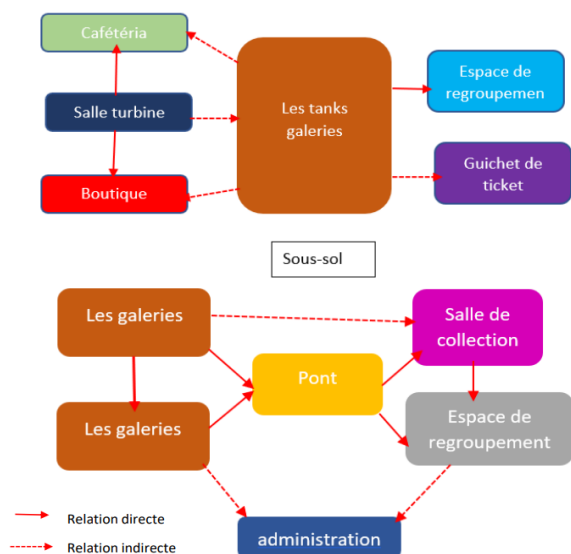 Cafétéria
Les tanks
galeries
Espace de
regroupemen
Salle turbine
Guichet de
ticket
Boutique
Sous-sol
Les galeries
Salle de
collection
Pont
Les galeries
Espace de
regroupement
Relation directe
administration
Relation indirecte